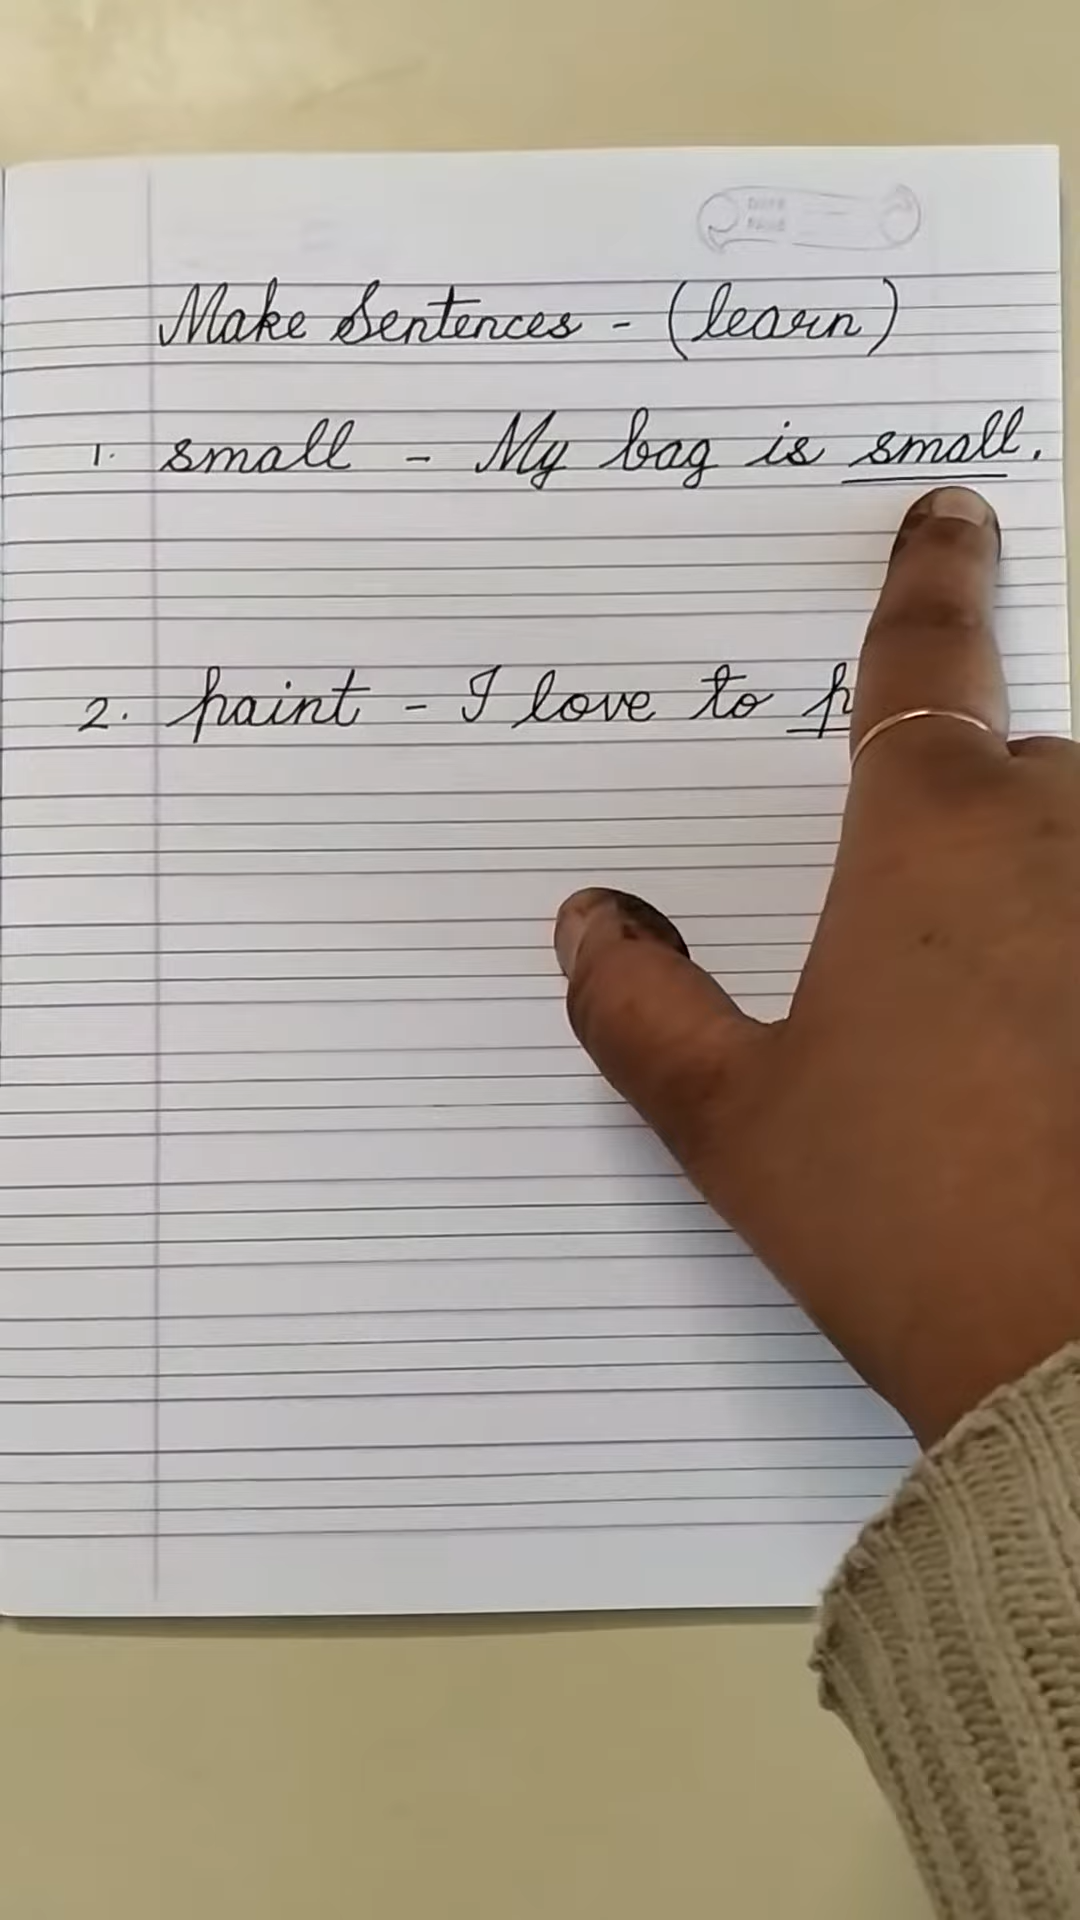 Make Sentences - (learn)
1. small - My bag is small.
2. paint - I love to